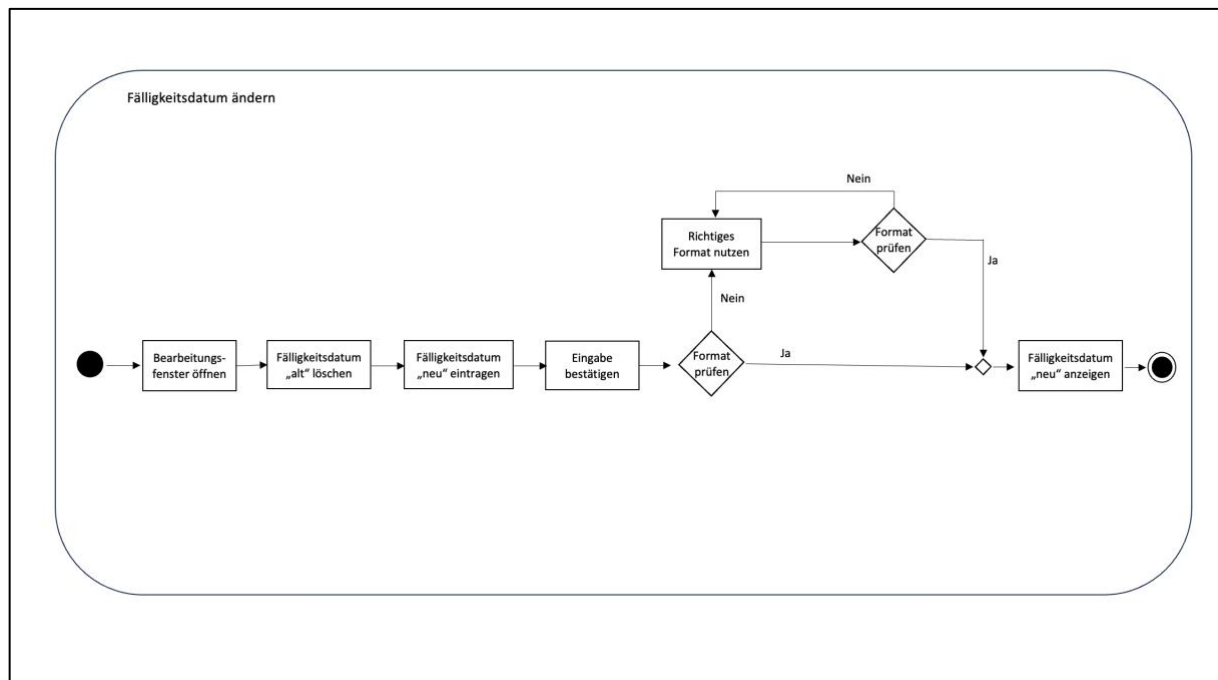 Fälligkeitsdatum ändern
Nein
Richtiges
Format nutzen
Format
prüfen
Ja
Nein
Bearbeitungs-
fenster öffnen
Fälligkeitsdatum
„alt“ löschen
Fälligkeitsdatum
„neu“ eintragen
Eingabe
bestätigen
Format
prüfen
Ja
Fälligkeitsdatum
„neu“ anzeigen